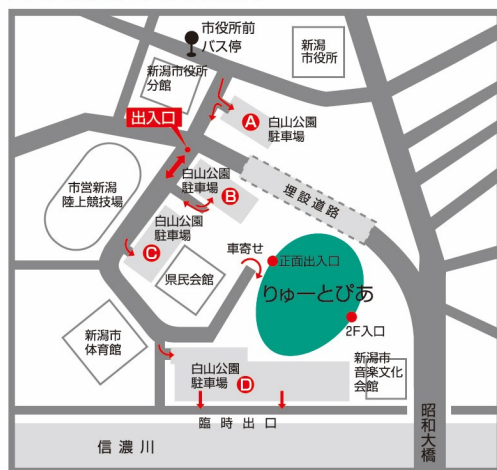 市役所前
バス停
新潟
市役所
新潟市役所
分館
出入口
A
白山公園
駐車場
白山公園
駐車場
B
埋設道路
市営新潟
陸上競技場
白山公園
駐車場
C
車寄せ
正面出入口
りゅーとぴあ
県民会館
2F入口
新潟市
体育館
白山公園
駐車場
D
新潟市
音楽文化
会館
臨時出口
昭和大橋
信濃川